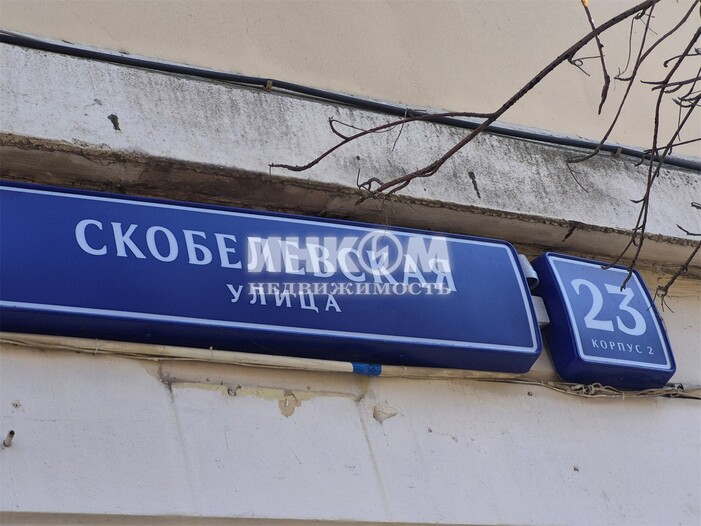 СКОБЕЛЕВСКАЯ
УЛИЦА
23
КОРПУС 2
ИНКОМ
НЕДВИЖИМОСТЬ